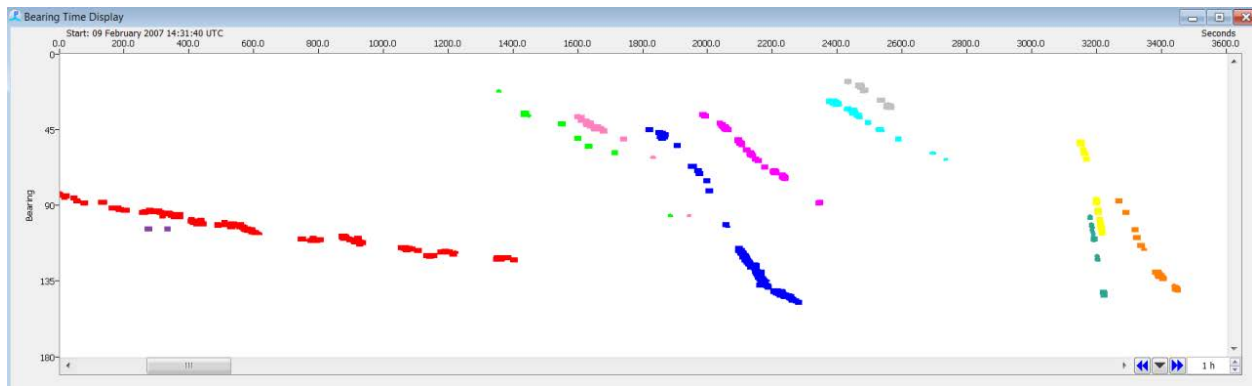 Bearing Time Display
Start: 09 February 2007 14:31:40 UTC
Seconds
0.0 200.0 400.0 600.0 800.0 1000.0 1200.0 1400.0 1600.0 1800.0 2000.0 2200.0 2400.0 2600.0 2800.0 3000.0 3200.0 3400.0 3600.0
0
45
90
135
180
Bearing
1 h